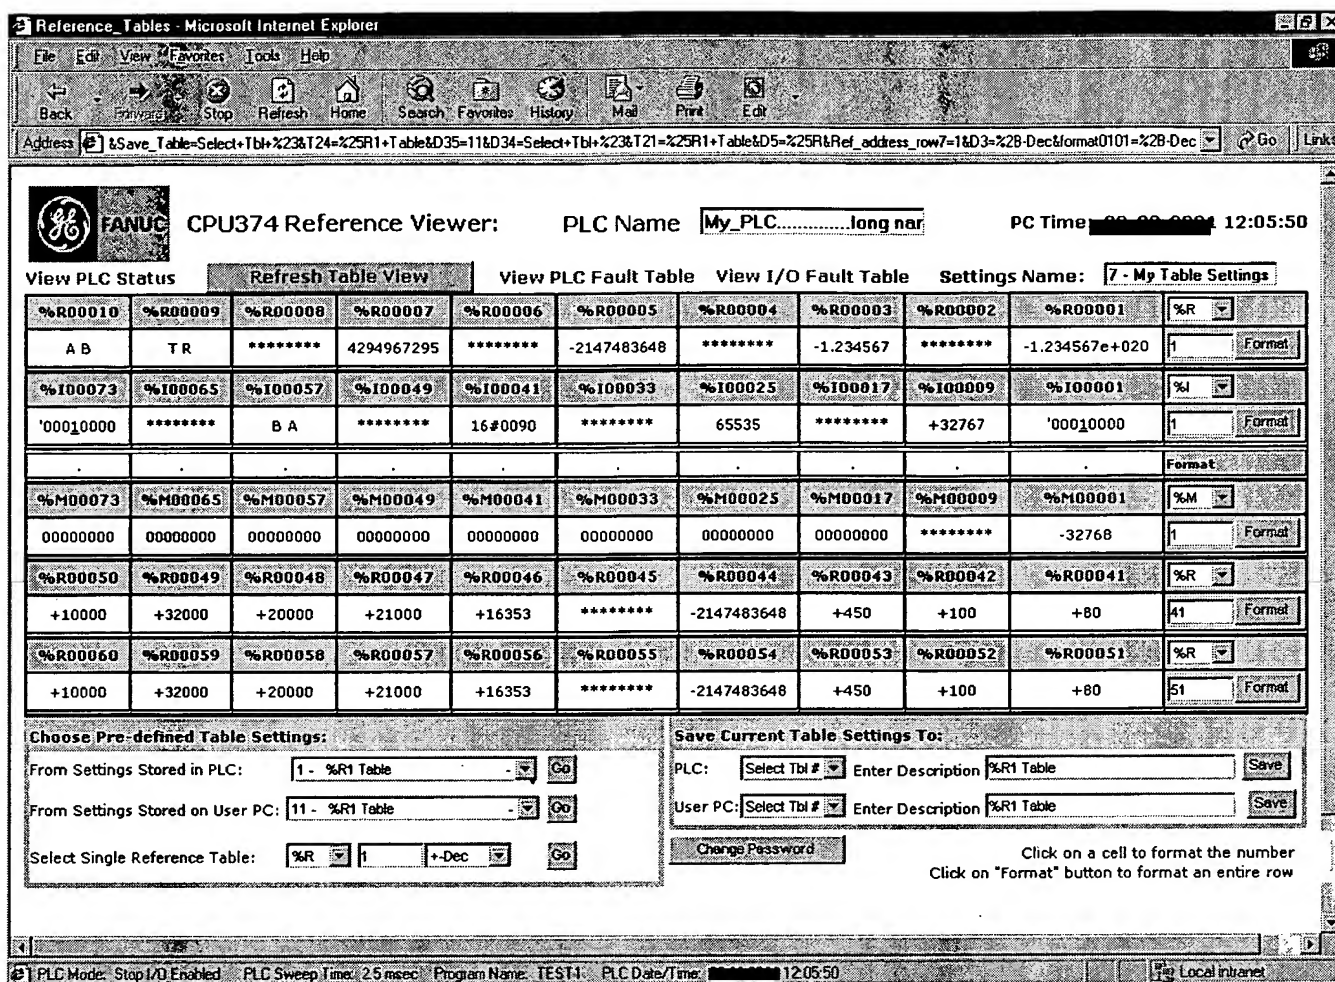 Reference_Tables - Microsoft Internet Explorer
File Edit View Favorites Tools Help
Back Forward Stop Refresh Home Search Favorites History Mail Print Edit
Address &Save_Table=Select+Tbl+%23&T24=%25R1+Table&D35=11&D34=Select+Tbl+%23&T21=%25R1+Table&D5=%25R&Ref_address_row7=1&D3=%2B-Dec&format0101=%2B-Dec Go Links
GE FANUC CPU374 Reference Viewer: PLC Name My_PLC..............long nar PC Time: 12:05:50
View PLC Status Refresh Table View View PLC Fault Table View I/O Fault Table Settings Name: 7 - My Table Settings
%R00010 %R00009 %R00008 %R00007 %R00006 %R00005 %R00004 %R00003 %R00002 %R00001 %R
A B T R ******** 4294967295 ******** -2147483648 ******** -1.234567 ******** -1.234567e+020 1 Format
%I00073 %I00065 %I00057 %I00049 %I00041 %I00033 %I00025 %I00017 %I00009 %I00001 %I
'00010000 ******** B A ******** 16#0090 ******** 65535 ******** +32767 '00010000 1 Format
. . . . . . . . . . Format
%M00073 %M00065 %M00057 %M00049 %M00041 %M00033 %M00025 %M00017 %M00009 %M00001 %M
00000000 00000000 00000000 00000000 00000000 00000000 00000000 00000000 ******** -32768 1 Format
%R00050 %R00049 %R00048 %R00047 %R00046 %R00045 %R00044 %R00043 %R00042 %R00041 %R
+10000 +32000 +20000 +21000 +16353 ******** -2147483648 +450 +100 +80 41 Format
%R00060 %R00059 %R00058 %R00057 %R00056 %R00055 %R00054 %R00053 %R00052 %R00051 %R
+10000 +32000 +20000 +21000 +16353 ******** -2147483648 +450 +100 +80 51 Format
Choose Pre-defined Table Settings:
From Settings Stored in PLC: 1 - %R1 Table - Go
From Settings Stored on User PC: 11 - %R1 Table - Go
Select Single Reference Table: %R 1 +-Dec Go
Save Current Table Settings To:
PLC: Select Tbl # Enter Description %R1 Table Save
User PC: Select Tbl # Enter Description %R1 Table Save
Change Password
Click on a cell to format the number
Click on "Format" button to format an entire row
PLC Mode: Stop I/O Enabled PLC Sweep Time: 2.5 msec Program Name: TEST1 PLC Date/Time: 12:05:50 Local intranet